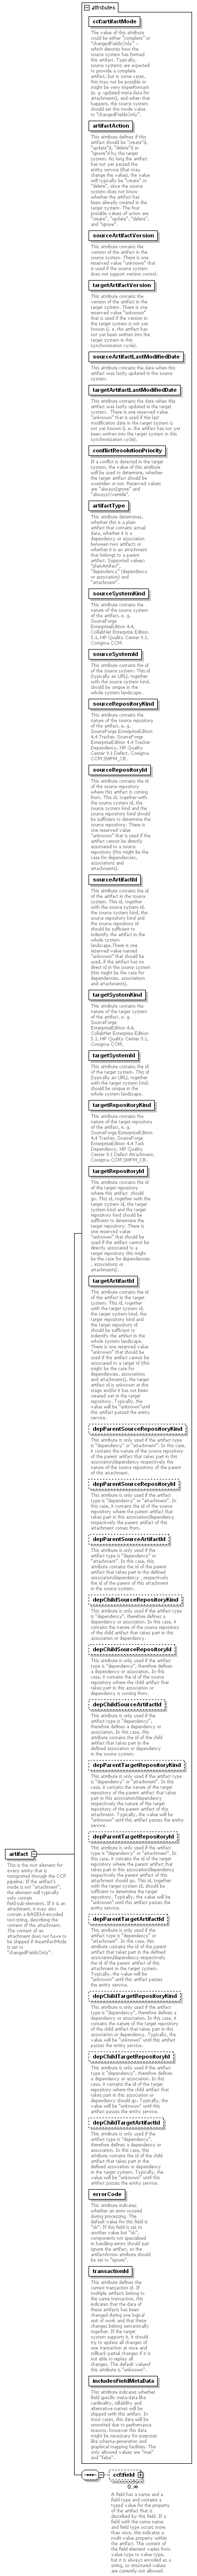 attributes
ccf:artifactMode
The value of this attribute
could be either "complete" or
"changedFieldsOnly" -
which denotes how the
source system has formed
this artifact. Typically,
source systems are expected
to provide a complete
artifact, but in some cases,
this may not be possible or
might be very imperformant
(e. g. updated meta-data for
attachments), and when that
happens, the source system
should set this mode value
to "changedFieldsOnly".
artifactAction
This attribute defines if this
artifact should be "create"d,
"update"d, "delete"d or
"ignore"d by the target
system. As long the artifact
has not yet passed the
entity service (that may
change the value), the value
will typically be "create" or
"delete", since the source
system does not know
whether the artifact has
been already created in the
target system. The four
possible values of action are
"create", "update", "delete",
and "ignore".
sourceArtifactVersion
This attribute contains the
version of the artifact in the
source system. There is one
reserved value "unknown" that
is used if the source system
does not support version control.
targetArtifactVersion
This attribute contains the
version of the artifact in the
target system. There is one
reserved value "unknown"
that is used if the version in the
target system is not yet
known (i. e. the artifact has
not yet been written into the
target system in this
synchronization cycle).
sourceArtifactLastModifiedDate
This attribute contains the date when this
artifact was lastly updated in the source
system.
targetArtifactLastModifiedDate
This attribute contains the date when this
artifact was lastly updated in the target
system. There is one reserved value
"unknown" that is used if the last
modification date in the target system is
not yet known (i. e. the artifact has not yet
been written into the target system in this
synchronization cycle).
conflictResolutionPriority
If a conflict is detected in the target
system, the value of this attribute
will be used to determine, whether
the target artifact should be
overriden or not. Reserved values
are "alwaysIgnore" and
"alwaysOverride".
artifactType
This attribute determines,
whether this is a plain
artifact that contains actual
data, whether it is a
dependency or association
between two artifacts or
whether it is an attachment
that belongs to a parent
artifact. Supported values:
"plainArtifact",
"dependency" (dependency
or association) and
"attachment".
sourceSystemKind
This attribute contains the
nature of the source system
of the artifact, e. g.
SourceForge
EnterpriseEdition 4.4,
CollabNet Enterprise Edition
5.1, HP Quality Center 9.1,
Consigna CCM.
sourceSystemId
This attribute contains the id
of the source system. This id
(typically an URL), together
with the source system kind,
should be unique in the
whole system landscape.
sourceRepositoryKind
This attribute contains the
nature of the source repository
of the artifact, e. g.
SourceForge EnterpriseEdition
4.4 Tracker, SourceForge
EnterpriseEdition 4.4 Tracker
Dependency, HP Quality
Center 9.1 Defect, Consigna
CCM SWIFM_CR..
sourceRepositoryId
This attribute contains the id
of the source repository
where this artifact is coming
from. This id, together with
the source system id, the
source system kind and the
source repository kind should
be sufficient to determine the
source repository. There is
one reserved value
"unknown" that is used if the
artifact cannot be directly
associated to a source
repository (this might be the
case for dependencies,
associations and
attachments).
sourceArtifactId
This attribute contains the id
of the artifact in the source
system. This id, together
with the source system id,
the source system kind, the
source repository kind and
the source repository id
should be sufficient to
indentify the artifact in the
whole system
landscape.There is one
reserved value named
"unknown" that should be
used, if the artifact has no
direct id in the source system
(this might be the case for
dependencies, associations
and attachments).
targetSystemKind
This attribute contains the
nature of the target system
of the artifact, e. g.
SourceForge
EnterpriseEdition 4.4,
CollabNet Enterprise Edition
5.1, HP Quality Center 9.1,
Consigna CCM.
targetSystemId
This attribute contains the id
of the target system. This id
(typically an URL), together
with the target system kind,
should be unique in the
whole system landscape.
targetRepositoryKind
This attribute contains the
nature of the target repository
of the artifact, e. g.
SourceForge EnterpriseEdition
4.4 Tracker, SourceForge
EnterpriseEdition 4.4 Task
Dependency, HP Quality
Center 9.1 Defect Attachment,
Consigna CCM SWIFM_CR..
targetRepositoryId
This attribute contains the id
of the target repository
where this artifact should
go. This id, together with the
target system id, the target
system kind and the target
repository kind should be
sufficient to determine the
target repository. There is
one reserved value
"unknown" that should be
used if the artifact cannot be
directly associated to a
target repository (this might
be the case for dependencies
, associations or
attachments).
targetArtifactId
This attribute contains the id
of the artifact in the target
system. This id, together
with the target system id,
the target system kind, the
target repository kind and
the target repository id
should be sufficient to
indentify the artifact in the
whole system landscape.
There is one reserved value
"unknown" that should be
used if the artifact cannot be
associated to a target id (this
might be the case for
dependencies, associations
and attachments), the target
artifact id is unknown at this
stage and/or it has not been
created yet in the target
repository. Typically, the
value will be "unknown"until
this artifact passed the entity
service.
depParentSourceRepositoryKind
This attribute is only used if the artifact type
is "dependency" or "attachment". In this case,
it contains the nature of the source repository
of the parent artifact that takes part in this
association/dependency respectively the
nature of the source repository of the parent
of this attachment.
depParentSourceRepositoryId
This attribute is only used if the artifact
type is "dependency" or "attachment". In
this case, it contains the id of the source
repository where the parent artifact that
takes part in this association/dependency
respectively the parent artifact of this
attachment comes from..
depParentSourceArtifactId
This attribute is only used if the
artifact type is "dependency" or
"attachment". In this case, this
attribute contains the id of the parent
artifact that takes part in the defined
association/dependency , respectively
the id of the parent of this attachment
in the source system.
depChildSourceRepositoryKind
This attribute is only used if the artifact
type is "dependency", therefore defines a
dependency or association. In this case, it
contains the nature of the source repository
of the child artifact that takes part in this
association or dependency.
depChildSourceRepositoryId
This attribute is only used if the artifact
type is "dependency", therefore defines
a dependency or association. In this
case, it contains the id of the source
repository where the child artifact that
takes part in this association or
dependency is coming from.
depChildSourceArtifactId
This attribute is only used if the
artifact type is "dependency",
therefore defines a dependency or
association. In this case, this
attribute contains the id of the child
artifact that takes part in the
defined association or dependency
in the source system.
depParentTargetRepositoryKind
This attribute is only used if the artifact type
is "dependency" or "attachment". In this case,
it contains the nature of the target repository
of the parent artifact that takes part in this
association/dependency respectively the
nature of the target repository of the parent of
this attachment. Typically, the value will be
"unknown" until this artifact passes the entity
service.
depParentTargetRepositoryId
This attribute is only used if the artifact
type is "dependency" or "attachment". In
this case, it contains the id of the target
repository where the parent artifact that
takes part in this association/dependency
respectively the parent artifact of this
attachment should go. This id, together
with the target system id, should be
sufficient to determine the target
repository. Typically, the value will be
"unknown" until this artifact passes the
entity service.
depParentTargetArtifactId
This attribute is only used if the
artifact type is "dependency" or
"attachment". In this case, this
attribute contains the id of the parent
artifact that takes part in the defined
association/dependency respectively
the id of the parent of this attachment
in the target system.
Typically, the value will be
"unknown" until this artifact passes
the entity service.
depChildTargetRepositoryKind
This attribute is only used if the artifact type
is "dependency", therefore defines a
dependency or association. In this case, it
contains the nature of the target repository of
the child artifact that takes part in this
association or dependency. Typically, the
value will be "unknown" until this artifact
passes the entity service.
depChildTargetRepositoryId
This attribute is only used if the artifact
type is "dependency", therefore defines
a dependency or association. In this
case, it contains the id of the target
repository where the child artifact that
takes part in this association or
dependency should go. Typically, the
value will be "unknown" until this
artifact passes the entity service.
depChildTargetArtifactId
This attribute is only used if the
artifact type is "dependency",
therefore defines a dependency or
association. In this case, this
attribute contains the id of the child
artifact that takes part in the
defined association or dependency
in the target system. Typically, the
value will be "unknown" until this
artifact passes the entity service.
errorCode
This attribute indicates
whether an error occured
during processing. The
default value for this field is
"ok". If this field is set to
another value but "ok",
components not specialized
in handling errors should just
ignore the artifact, so the
artifactAction attribute should
be set to "ignore".
transactionId
This attribute defines the
current transaction id. If
multiple artifacts belong to
the same transaction, this
indicates that the data of
these artifacts has been
changed during one logical
unit of work and that these
changes belong semantically
together. If the target
system supports it, it should
try to update all changes of
one transaction at once and
rollback partial changes if it is
not able to replay all
changes. The default valueof
this attribute is "unknown".
includesFieldMetaData
This attribute indicates whether
field specific meta-data like
cardinality, nillability and
alternative names will be
shipped with this artifact. In
most cases, this data will be
ommitted due to performance
reasons, however this data
might be necessary for purposes
like schema-generation and
graphical mapping facilities. The
only allowed values are "true"
and "false".
artifact
This is the root element for
every entity that is
transported through the CCF
pipeline. If the artifact's
mode is not "attachment",
the element will typically
only contain
field-sub-elements. If it is an
attachment, it may also
contain a BASE64 encoded
text-string, describing the
content of the attachment.
The content of an
attachment does not have to
be shipped if the artifactMode
is set to
"changedFieldsOnly".
ccf:field
0..∞
A field has a name and a
field type and contains a
typed value for the property
of the artifact that is
described by this field. If a
field with the same name
and field type occurs more
than once, this indicates a
multi-value property within
the artifact. The content of
the field element varies from
value type to value type,
but it is always encoded as a
string, so structured values
are currently not allowed.